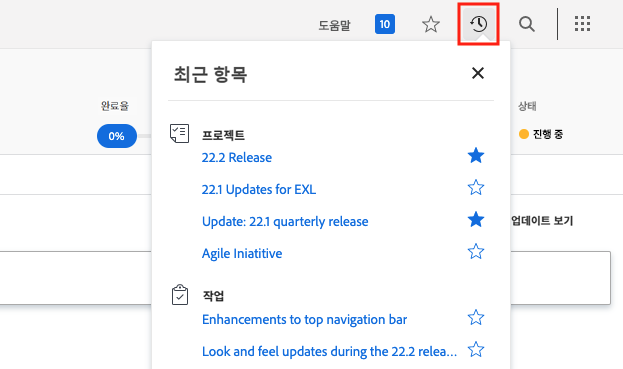 도움말 10
최근 항목
완료율
상태
0%
진행 중
프로젝트
22.2 Release
22.1 Updates for EXL
Update: 22.1 quarterly release
업데이트 보기
Agile Iniatitive
작업
Enhancements to top navigation bar
Look and feel updates during the 22.2 relea...